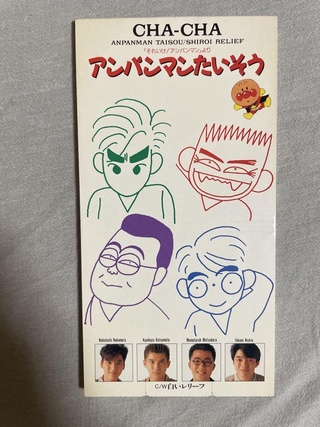 CHA-CHA
ANPANMAN TAISOU/SHIROI RELIEF
「それいけ!アンパンマン」より
アンパンマンたいそう
C/W白いレリーフ